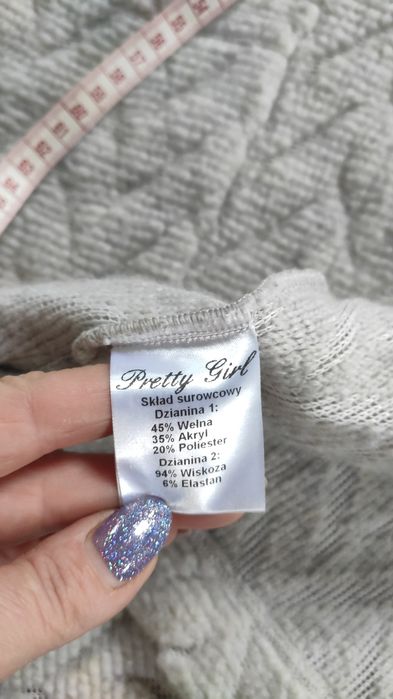 Pretty Girl
Skład surowcowy
Dzianina 1:
45% Wełna
35% Akryl
20% Poliester
Dzianina 2:
94% Wiskoza
6% Elastan